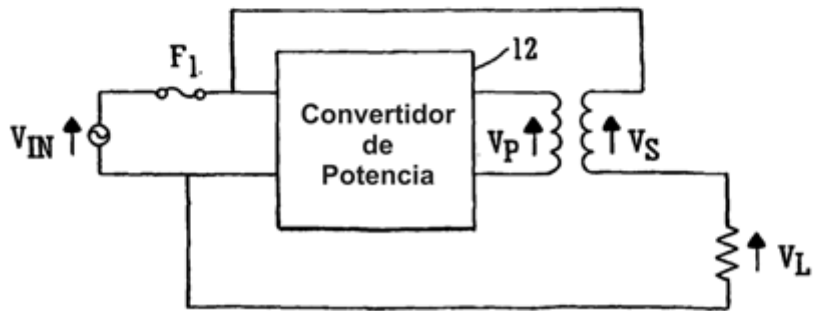 12
F1
Convertidor
de
Potencia
VIN
VP
VS
VL